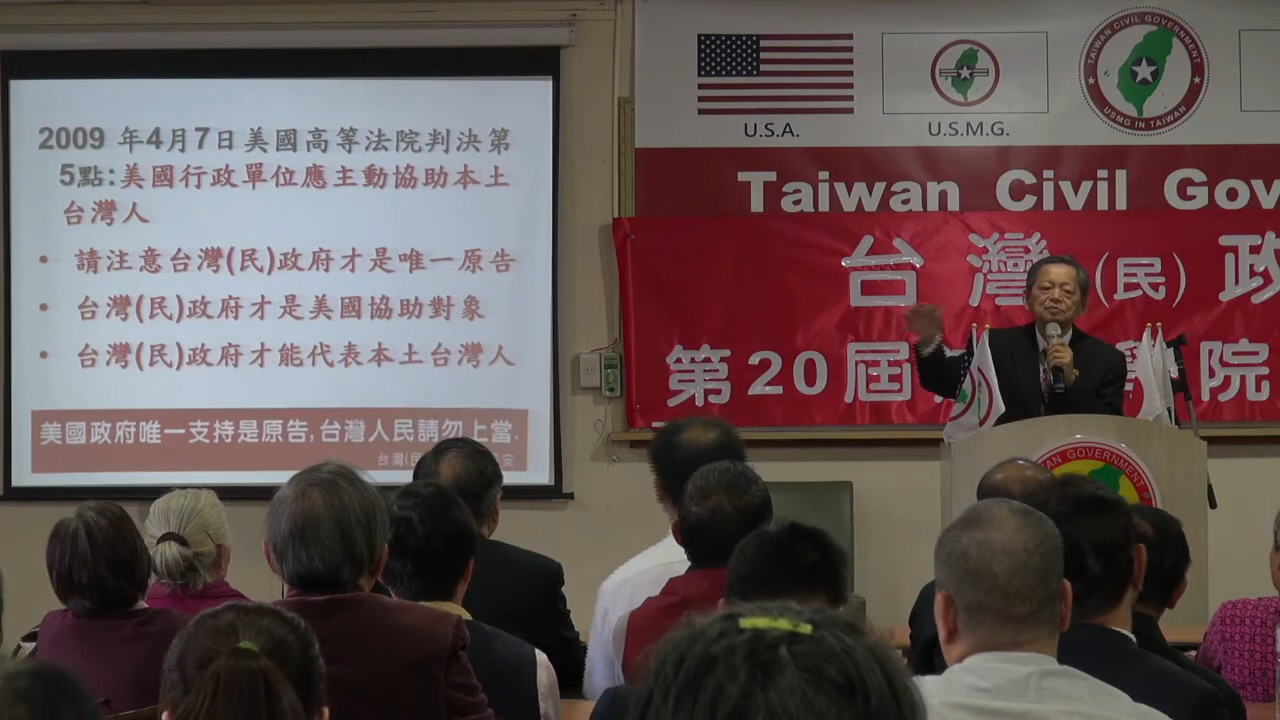 2009 年4月7日美國高等法院判決第
5點:美國行政單位應主動協助本土
台灣人
• 請注意台灣(民)政府才是唯一原告
• 台灣(民)政府才是美國協助對象
• 台灣(民)政府才能代表本土台灣人
美國政府唯一支持是原告,台灣人民請勿上當.
台灣(民
安
U.S.A.
U.S.M.G.
TAIWAN CIVIL GOVERNMENT
USMG IN TAIWAN
Taiwan Civil Gov
台灣(民)政
第20屆
院
AN GOVERNMENT